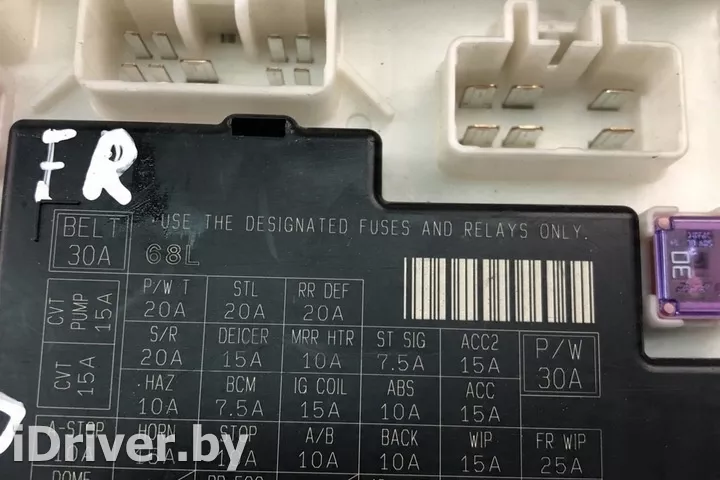 FR
USE THE DESIGNATED FUSES AND RELAYS ONLY.
BELT 30A
68L
CVT PUMP 15A
P/W T 20A
STL 20A
RR DEF 20A
S/R 20A
DEICER 15A
MRR HTR 10A
ST SIG 7.5A
ACC2 15A
P/W 30A
CVT 15A
HAZ 10A
BCM 7.5A
IG COIL 15A
ABS 10A
ACC 15A
A-STOP
HORN 15A
STOP
A/B 10A
BACK 10A
WIP 15A
FR WIP 25A
DOME
30
iDriver.by